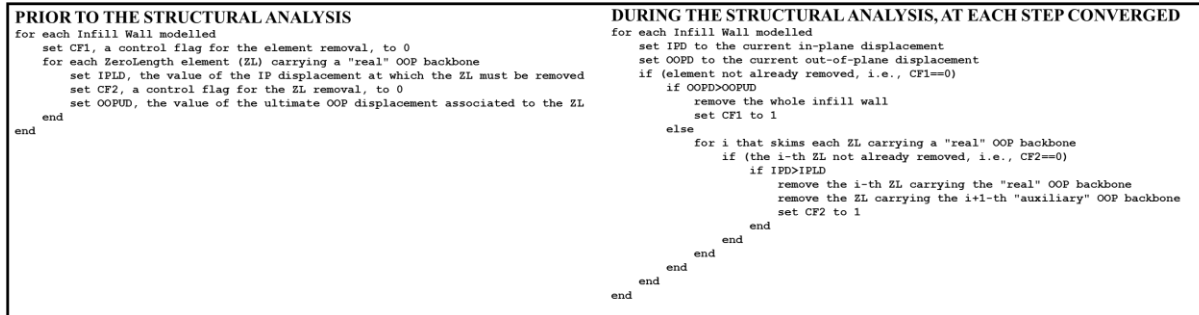 PRIOR TO THE STRUCTURAL ANALYSIS
for each Infill Wall modelled
    set CF1, a control flag for the element removal, to 0
    for each ZeroLength element (ZL) carrying a "real" OOP backbone
        set IPLD, the value of the IP displacement at which the ZL must be removed
        set CF2, a control flag for the ZL removal, to 0
        set OOPUD, the value of the ultimate OOP displacement associated to the ZL
    end
end
DURING THE STRUCTURAL ANALYSIS, AT EACH STEP CONVERGED
for each Infill Wall modelled
    set IPD to the current in-plane displacement
    set OOPD to the current out-of-plane displacement
    if (element not already removed, i.e., CF1==0)
        if OOPD>OOPUD
            remove the whole infill wall
            set CF1 to 1
        else
            for i that skims each ZL carrying a "real" OOP backbone
                if (the i-th ZL not already removed, i.e., CF2==0)
                    if IPD>IPLD
                        remove the i-th ZL carrying the "real" OOP backbone
                        remove the ZL carrying the i+1-th "auxiliary" OOP backbone
                        set CF2 to 1
                    end
                end
            end
        end
    end
end